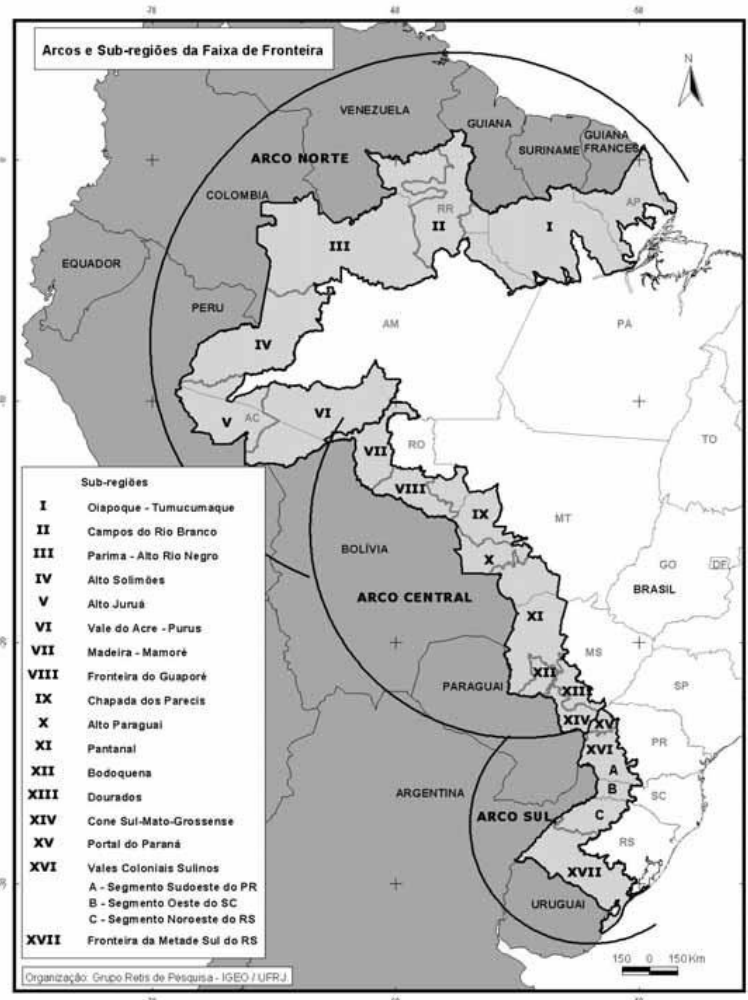 -70 -60 -50
Arcos e Sub-regiões da Faixa de Fronteira
N
VENEZUELA
GUIANA
SURINAME
GUIANA
FRANCESA
ARCO NORTE
COLOMBIA
RR
AP
II
I
III
EQUADOR
PERU
AM
PA
IV
VI
V
AC
RO
TO
VII
VIII
IX
MT
BOLÍVIA
X
GO
DF
BRASIL
ARCO CENTRAL
XI
MS
XII
PARAGUAI
XIII
SP
XIV
XV
XVI
PR
A
B
ARGENTINA
SC
ARCO SUL
C
RS
XVII
URUGUAI
Sub-regiões
I Oiapoque - Tumucumaque
II Campos do Rio Branco
III Parima - Alto Rio Negro
IV Alto Solimões
V Alto Juruá
VI Vale do Acre - Purus
VII Madeira - Mamoré
VIII Fronteira do Guaporé
IX Chapada dos Parecis
X Alto Paraguai
XI Pantanal
XII Bodoquena
XIII Dourados
XIV Cone Sul-Mato-Grossense
XV Portal do Paraná
XVI Vales Coloniais Sulinos
A - Segmento Sudoeste do PR
B - Segmento Oeste do SC
C - Segmento Noroeste do RS
XVII Fronteira da Metade Sul do RS
150 0 150 Km
Organização: Grupo Retis de Pesquisa - IGEO / UFRJ.